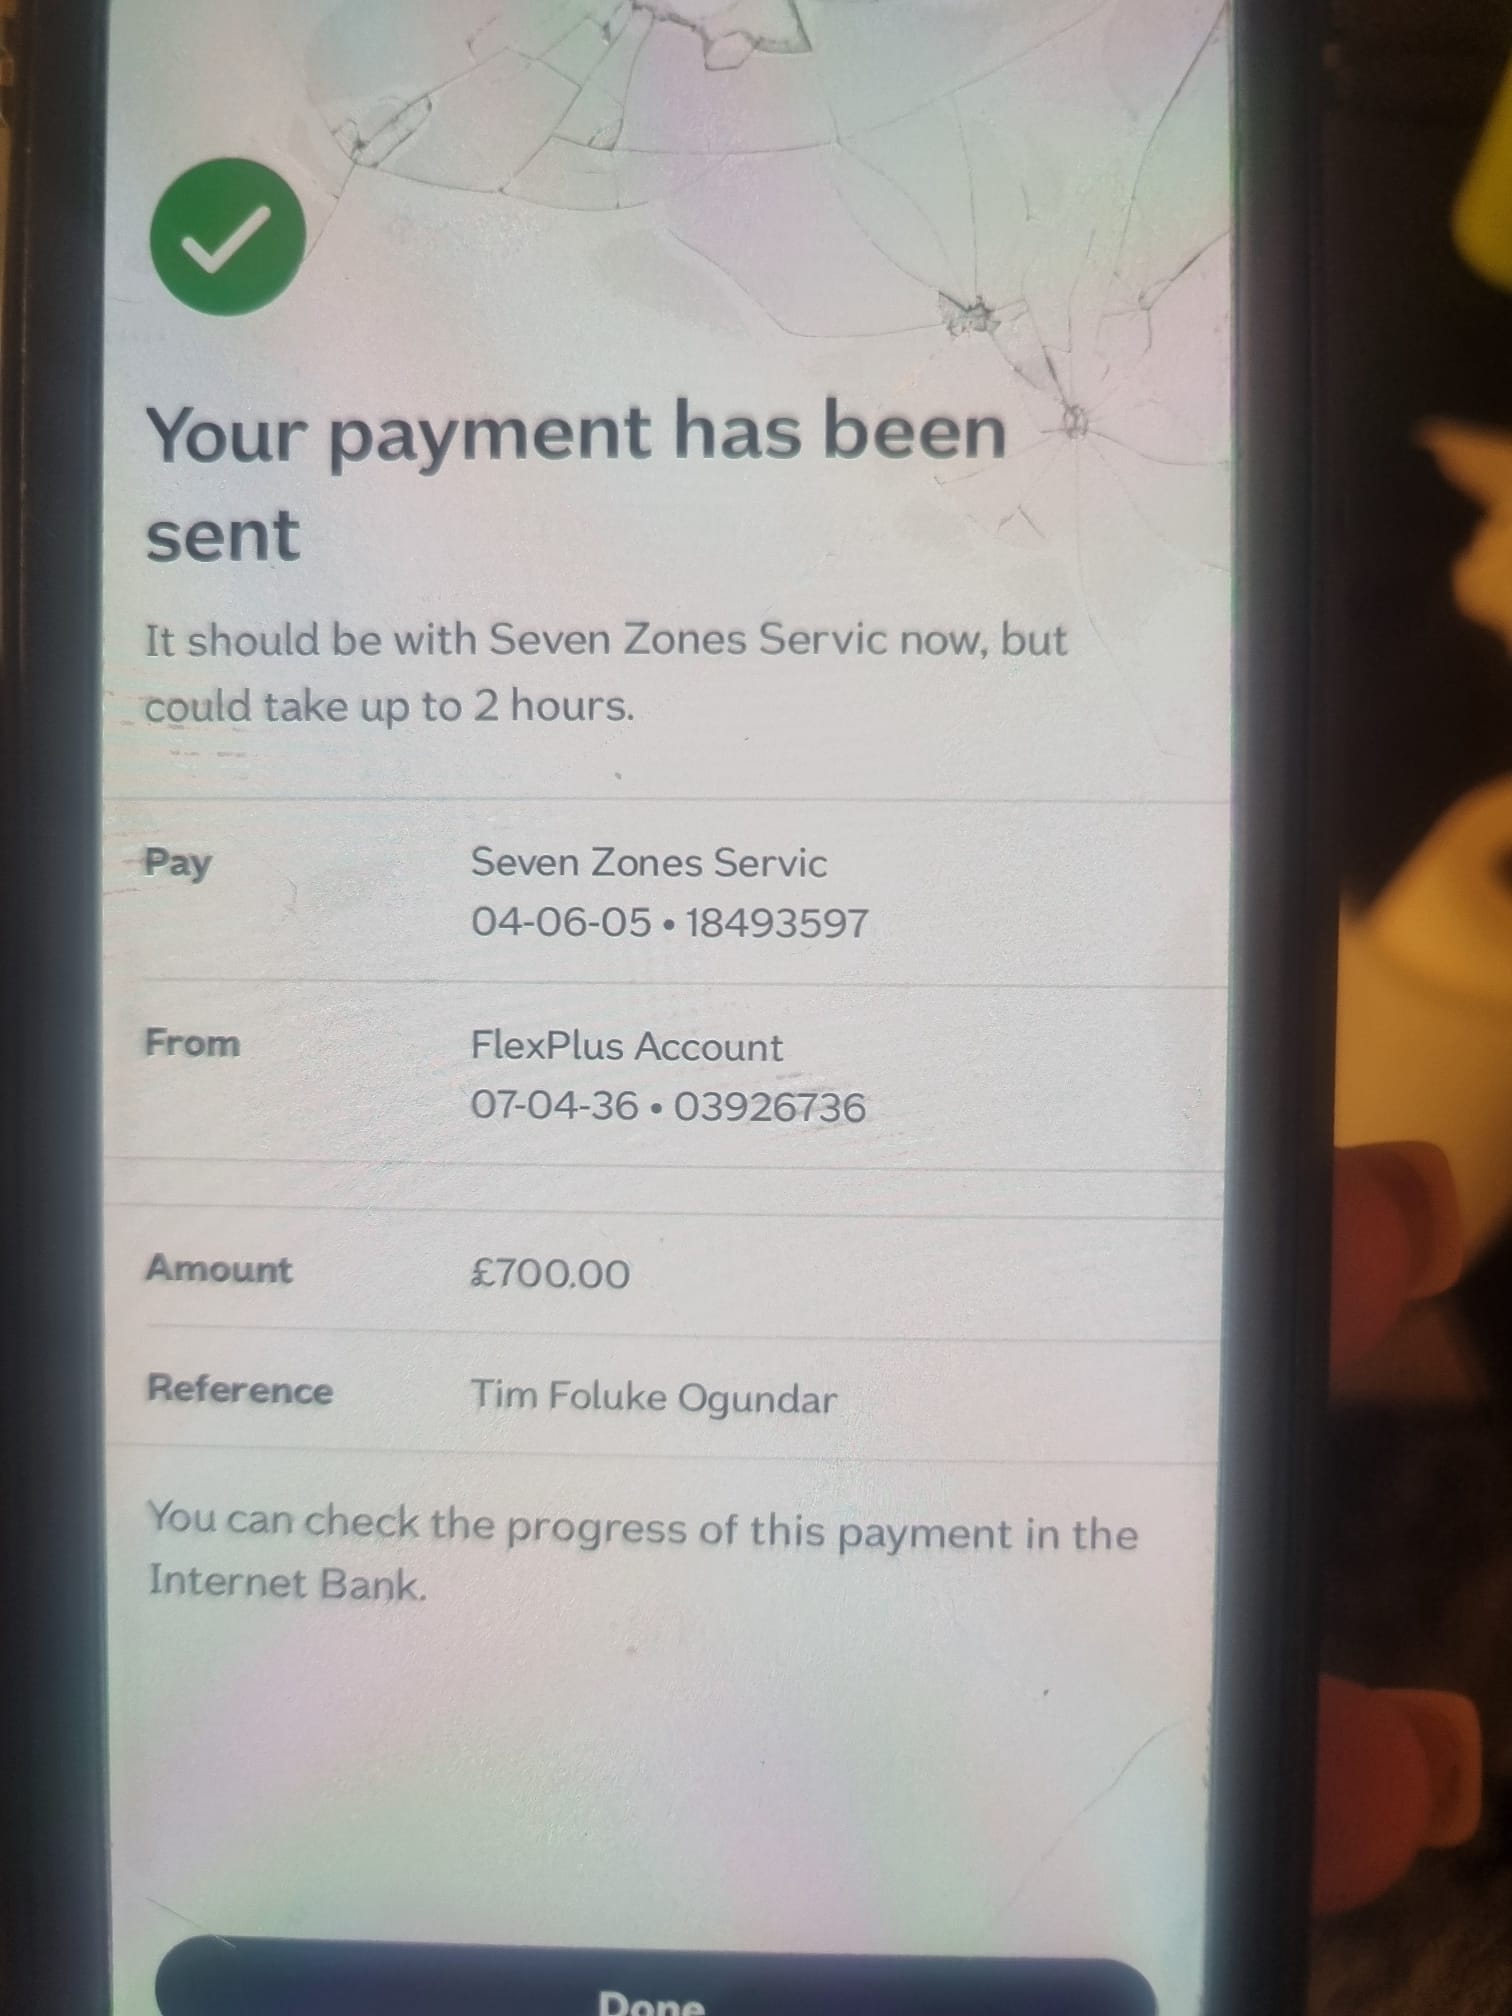 Your payment has been
sent
It should be with Seven Zones Servic now, but
could take up to 2 hours.
Pay
Seven Zones Servic
04-06-05 • 18493597
From
FlexPlus Account
07-04-36 • 03926736
Amount
£700.00
Reference
Tim Foluke Ogundar
You can check the progress of this payment in the
Internet Bank.
Done